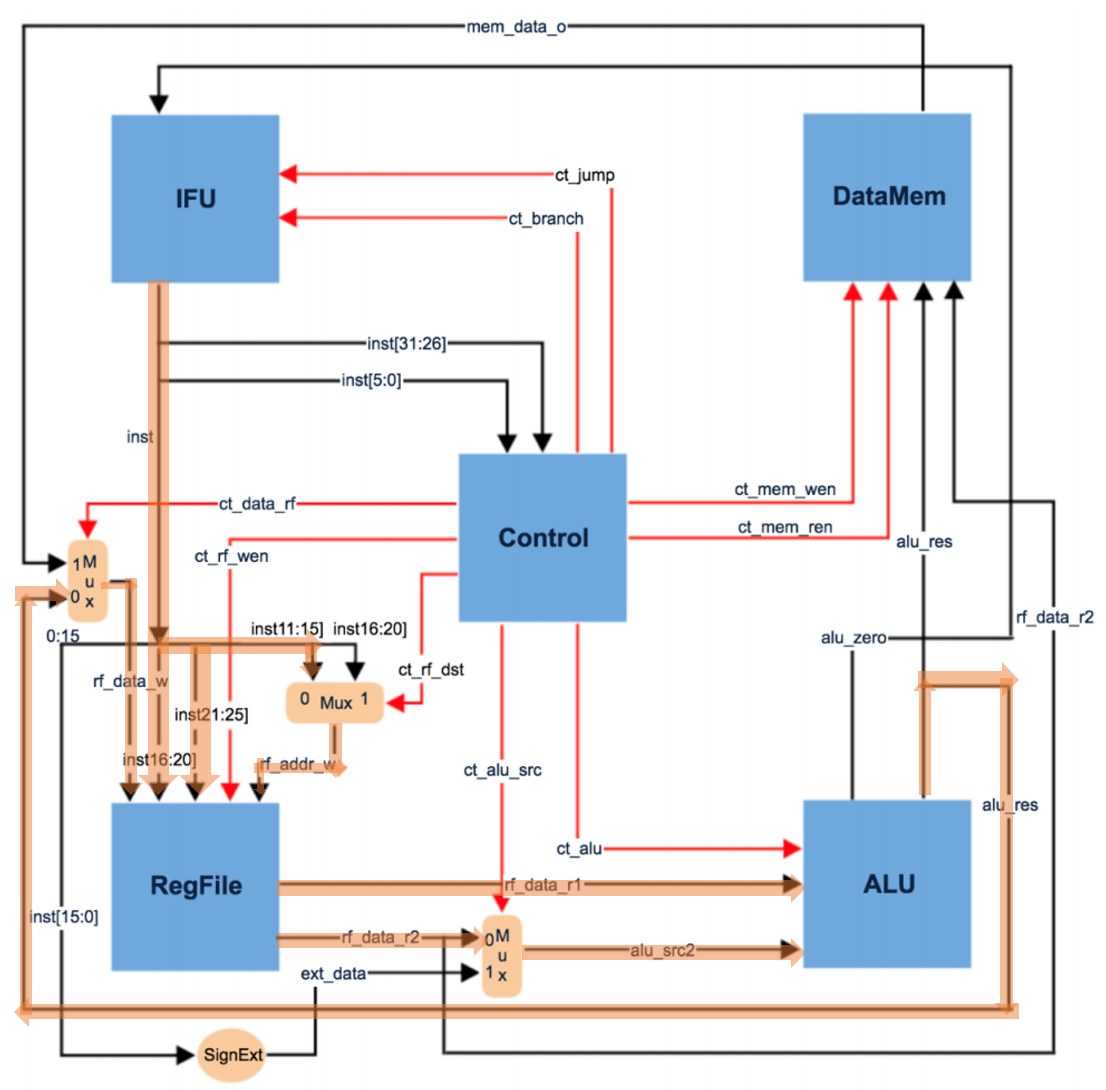 mem_data_o
IFU
DataMem
ct_jump
ct_branch
inst[31:26]
inst[5:0]
inst
Control
ct_data_rf
ct_rf_wen
ct_mem_wen
ct_mem_ren
alu_res
1 M
u
0 x
0:15
inst11:15]
inst16:20]
rf_data_r2
alu_zero
ct_rf_dst
rf_data_w
0 Mux 1
inst21:25]
inst16:20]
rf_addr_w
ct_alu_src
alu_res
ct_alu
RegFile
rf_data_r1
ALU
inst[15:0]
rf_data_r2
0 M
u
1 x
alu_src2
ext_data
SignExt